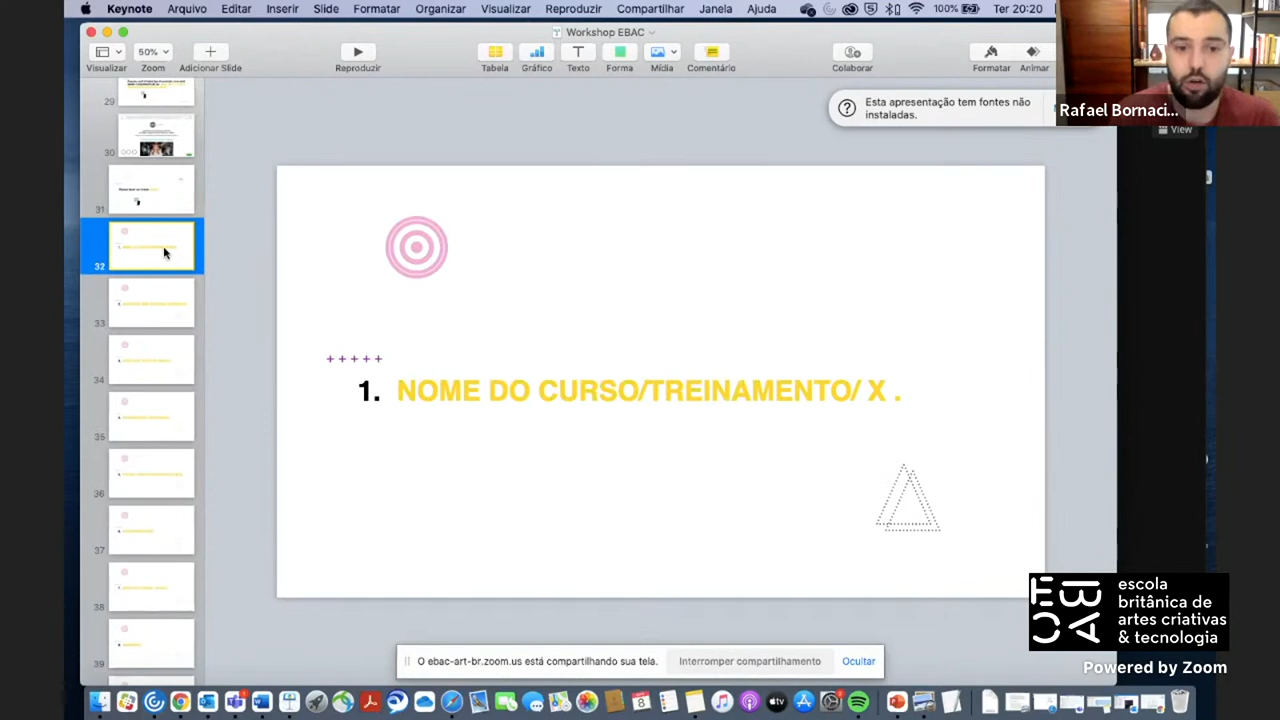 Keynote Arquivo Editar Inserir Slide Formatar Organizar Visualizar Reproduzir Compartilhar Janela Ajuda 100% Ter 20:20
Workshop EBAC
50%
Visualizar Zoom Adicionar Slide Reproduzir Tabela Gráfico Texto Forma Mídia Comentário Colaborar Formatar Animar
Esta apresentação tem fontes não
instaladas.
Rafael Bornaci...
View
29
30
31
32
33
34
35
36
37
38
39
+ + + + +
1. NOME DO CURSO/TREINAMENTO/ X .
O ebac-art-br.zoom.us está compartilhando sua tela. Interromper compartilhamento Ocultar
EBAC
escola
britânica de
artes criativas
& tecnologia
Powered by Zoom